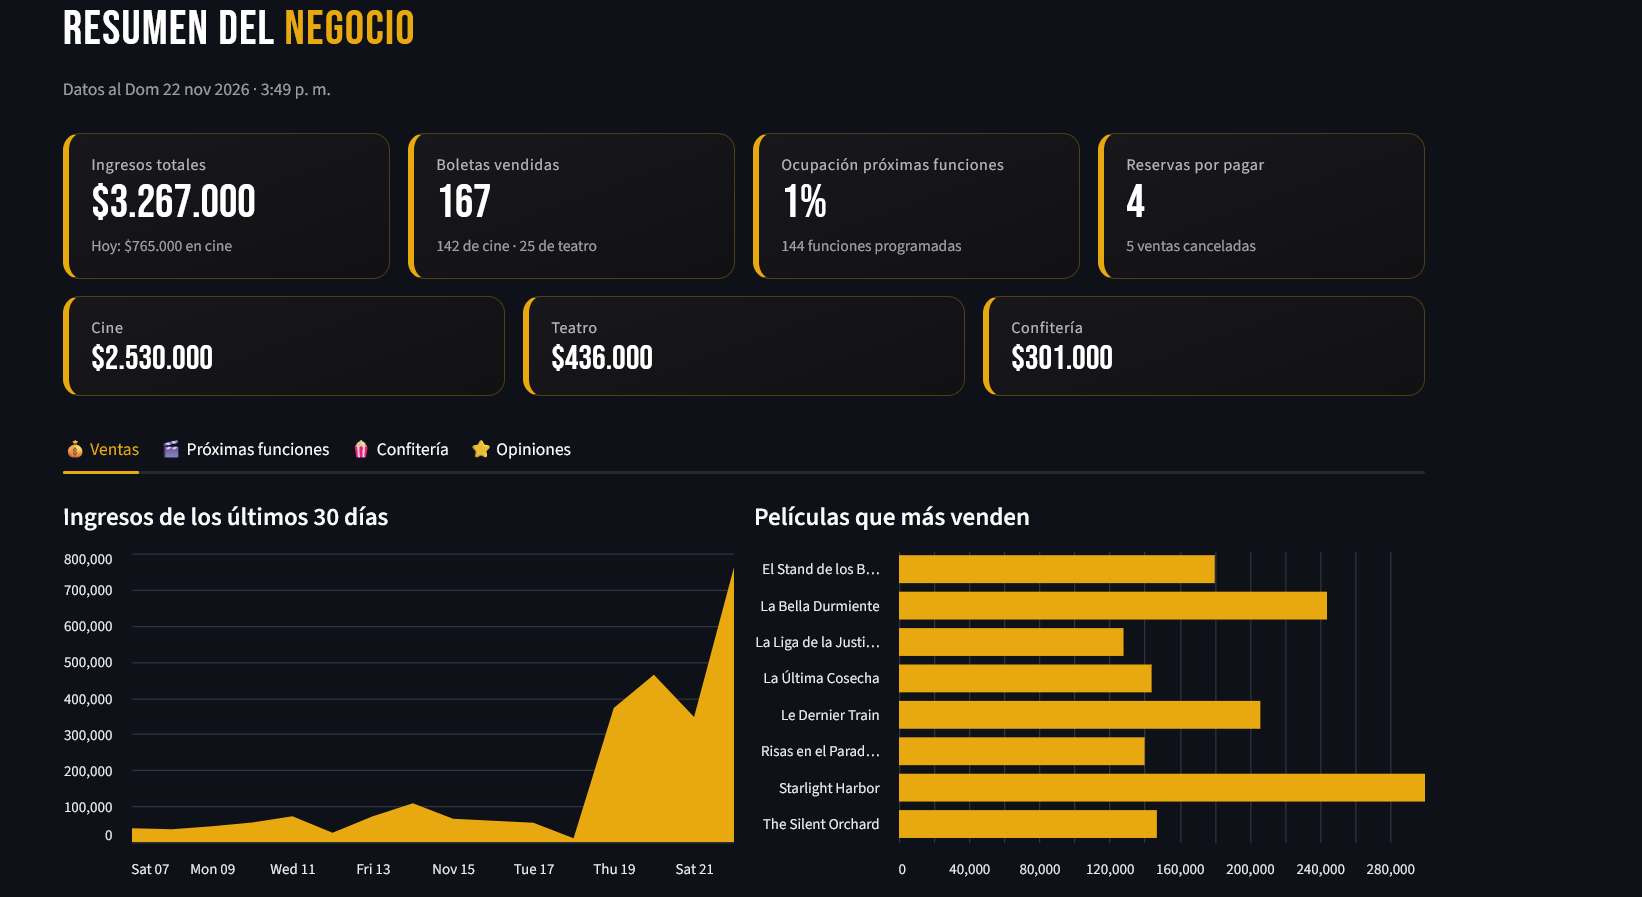 RESUMEN DEL NEGOCIO
Datos al Dom 22 nov 2026 · 3:49 p. m.
Ingresos totales
$3.267.000
Hoy: $765.000 en cine
Boletas vendidas
167
142 de cine · 25 de teatro
Ocupación próximas funciones
1%
144 funciones programadas
Reservas por pagar
4
5 ventas canceladas
Cine
$2.530.000
Teatro
$436.000
Confitería
$301.000
Ventas
Próximas funciones
Confitería
Opiniones
Ingresos de los últimos 30 días
800,000
700,000
600,000
500,000
400,000
300,000
200,000
100,000
0
Sat 07 Mon 09 Wed 11 Fri 13 Nov 15 Tue 17 Thu 19 Sat 21
Películas que más venden
El Stand de los B…
La Bella Durmiente
La Liga de la Justi…
La Última Cosecha
Le Dernier Train
Risas en el Parad…
Starlight Harbor
The Silent Orchard
0 40,000 80,000 120,000 160,000 200,000 240,000 280,000